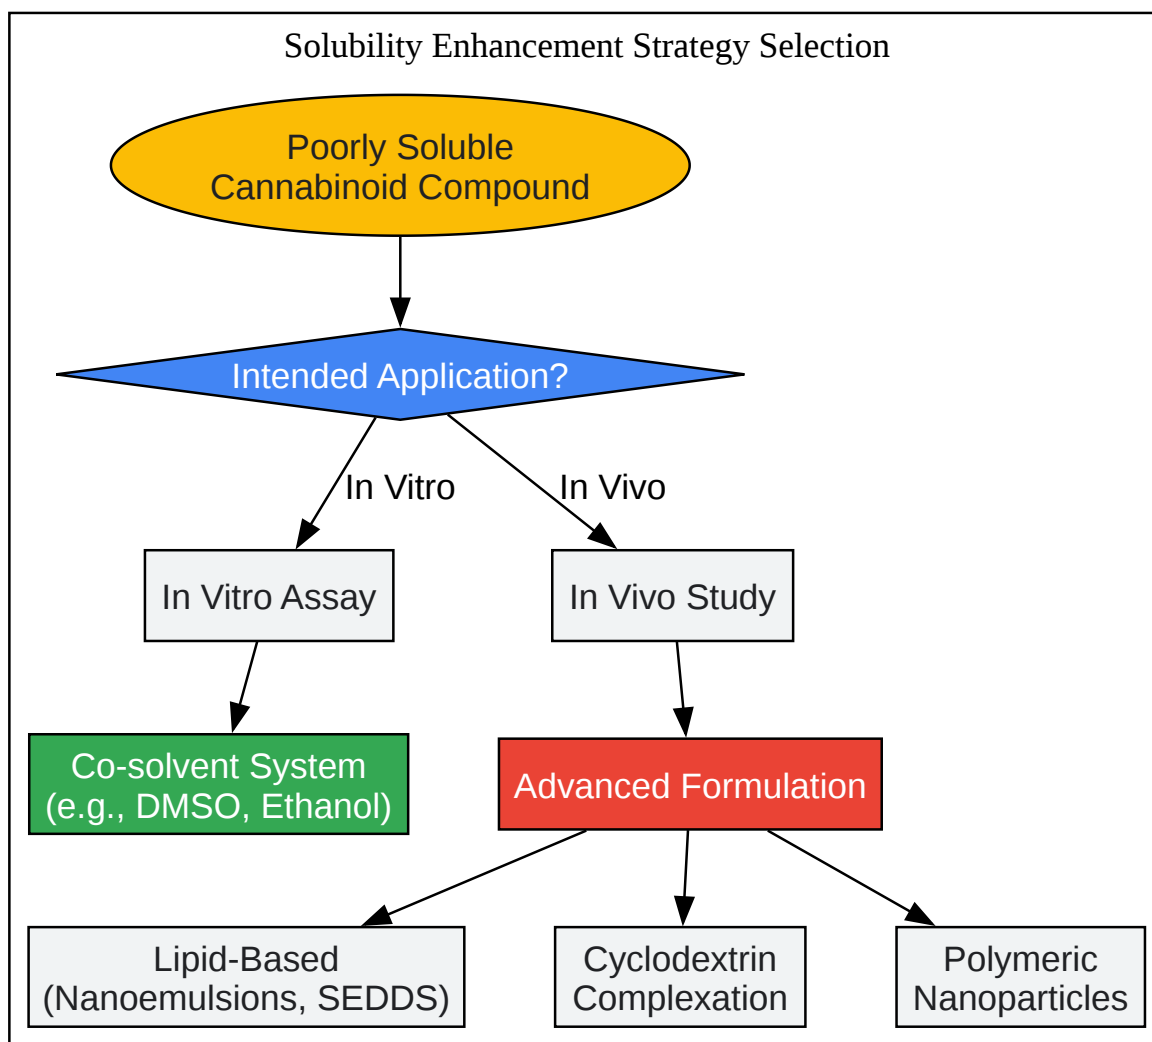 Solubility Enhancement Strategy Selection
Poorly Soluble
Cannabinoid Compound
Intended Application?
In Vitro
In Vivo
In Vitro Assay
In Vivo Study
Co-solvent System
(e.g., DMSO, Ethanol)
Advanced Formulation
Lipid-Based
(Nanoemulsions, SEDDS)
Cyclodextrin
Complexation
Polymeric
Nanoparticles